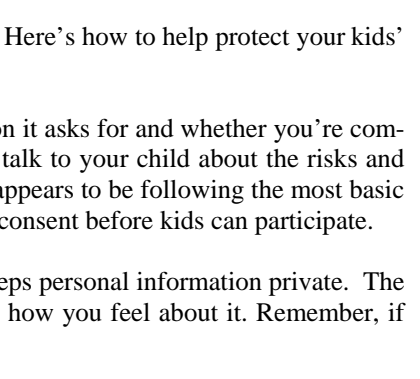 Here’s how to help protect your kids’
on it asks for and whether you’re com-
talk to your child about the risks and
appears to be following the most basic
consent before kids can participate.
eps personal information private.  The
how you feel about it. Remember, if